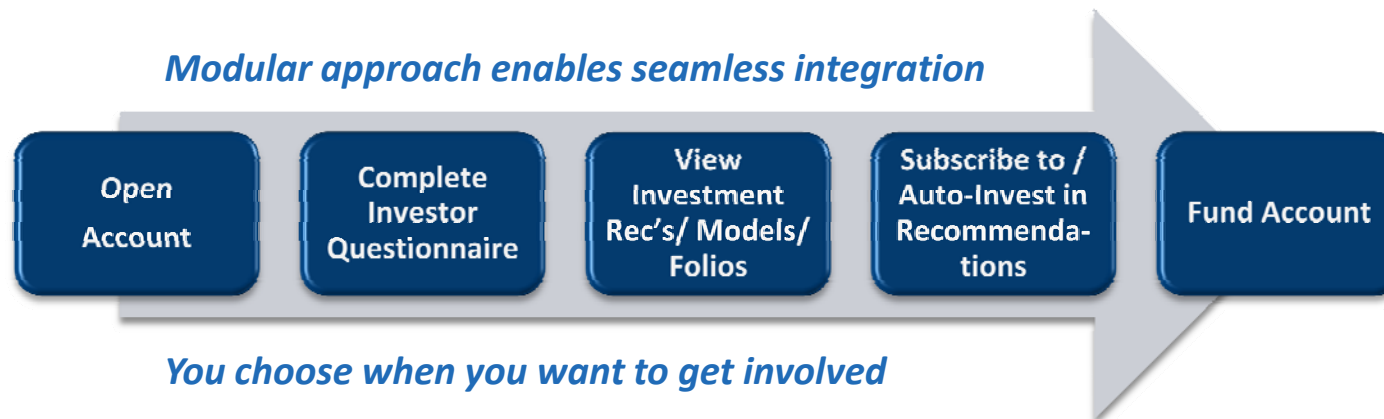 Modular approach enables seamless integration
Open
Account
Complete
Investor
Questionnaire
View
Investment
Rec's/ Models/
Folios
Subscribe to /
Auto-Invest in
Recommenda-
tions
Fund Account
You choose when you want to get involved